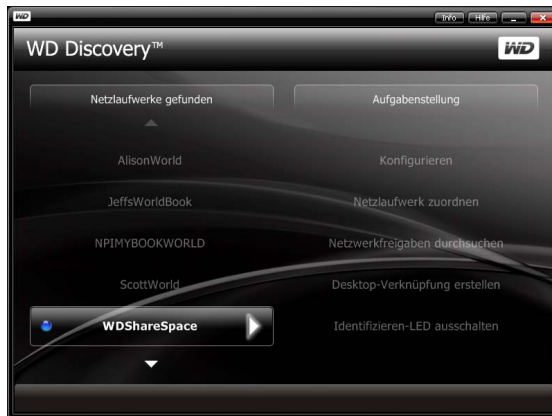 WD
Info Hilfe
WD Discovery™
WD
Netzlaufwerke gefunden
Aufgabenstellung
AlisonWorld
Konfigurieren
JeffsWorldBook
Netzlaufwerk zuordnen
NPIMYBOOKWORLD
Netzwerkfreigaben durchsuchen
ScottWorld
Desktop-Verknüpfung erstellen
WDShareSpace
Identifizieren-LED ausschalten